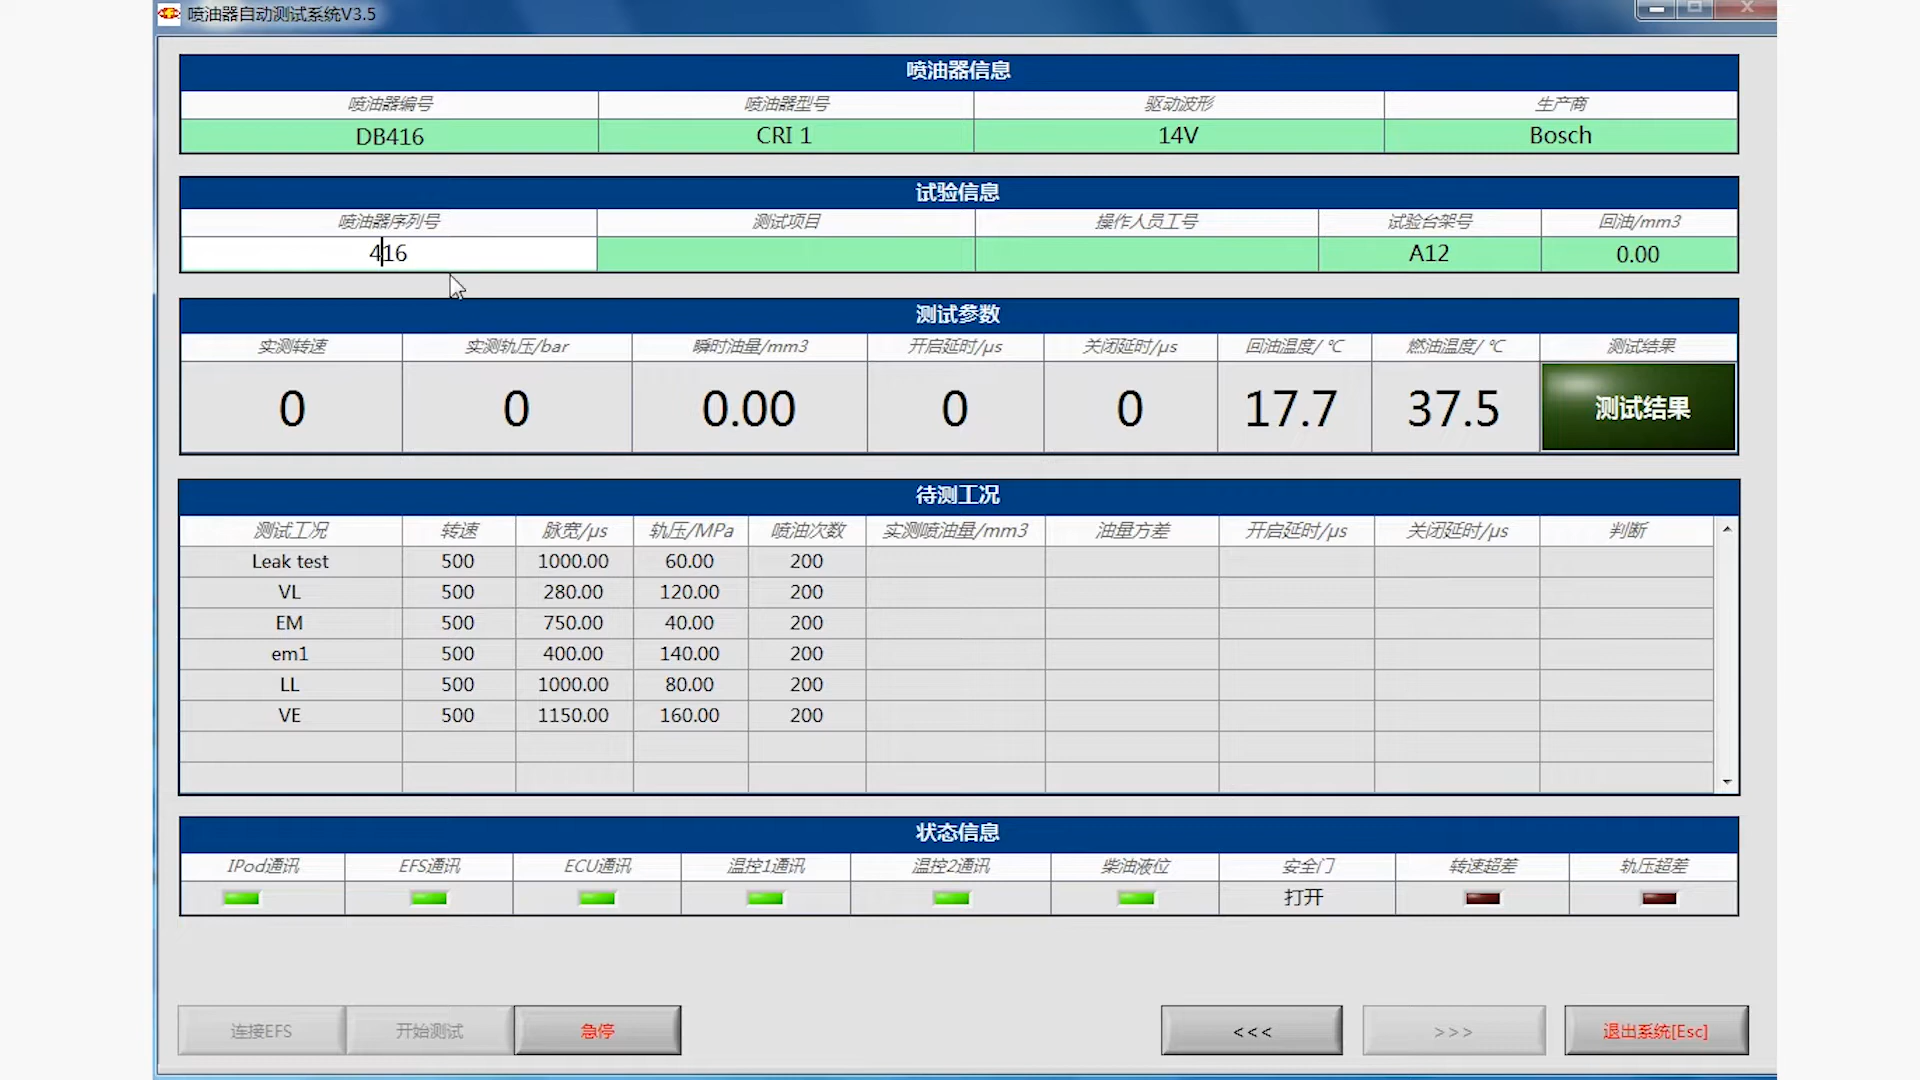 喷油器自动测试系统V3.5
喷油器信息
喷油器编号 喷油器型号 驱动波形 生产商
DB416 CRI 1 14V Bosch
试验信息
喷油器序列号 测试项目 操作人员工号 试验台架号 回油/mm3
416 A12 0.00
测试参数
实测转速 实测轨压/bar 瞬时油量/mm3 开启延时/μs 关闭延时/μs 回油温度/ ℃ 燃油温度/ ℃ 测试结果
0 0 0.00 0 0 17.7 37.5 测试结果
待测工况
测试工况 转速 脉宽/μs 轨压/MPa 喷油次数 实测喷油量/mm3 油量方差 开启延时/μs 关闭延时/μs 判断
Leak test 500 1000.00 60.00 200
VL 500 280.00 120.00 200
EM 500 750.00 40.00 200
em1 500 400.00 140.00 200
LL 500 1000.00 80.00 200
VE 500 1150.00 160.00 200
状态信息
IPod通讯 EFS通讯 ECU通讯 温控1通讯 温控2通讯 柴油液位 安全门 转速超差 轨压超差
打开
连接EFS 开始测试 急停 <<< >>> 退出系统[Esc]